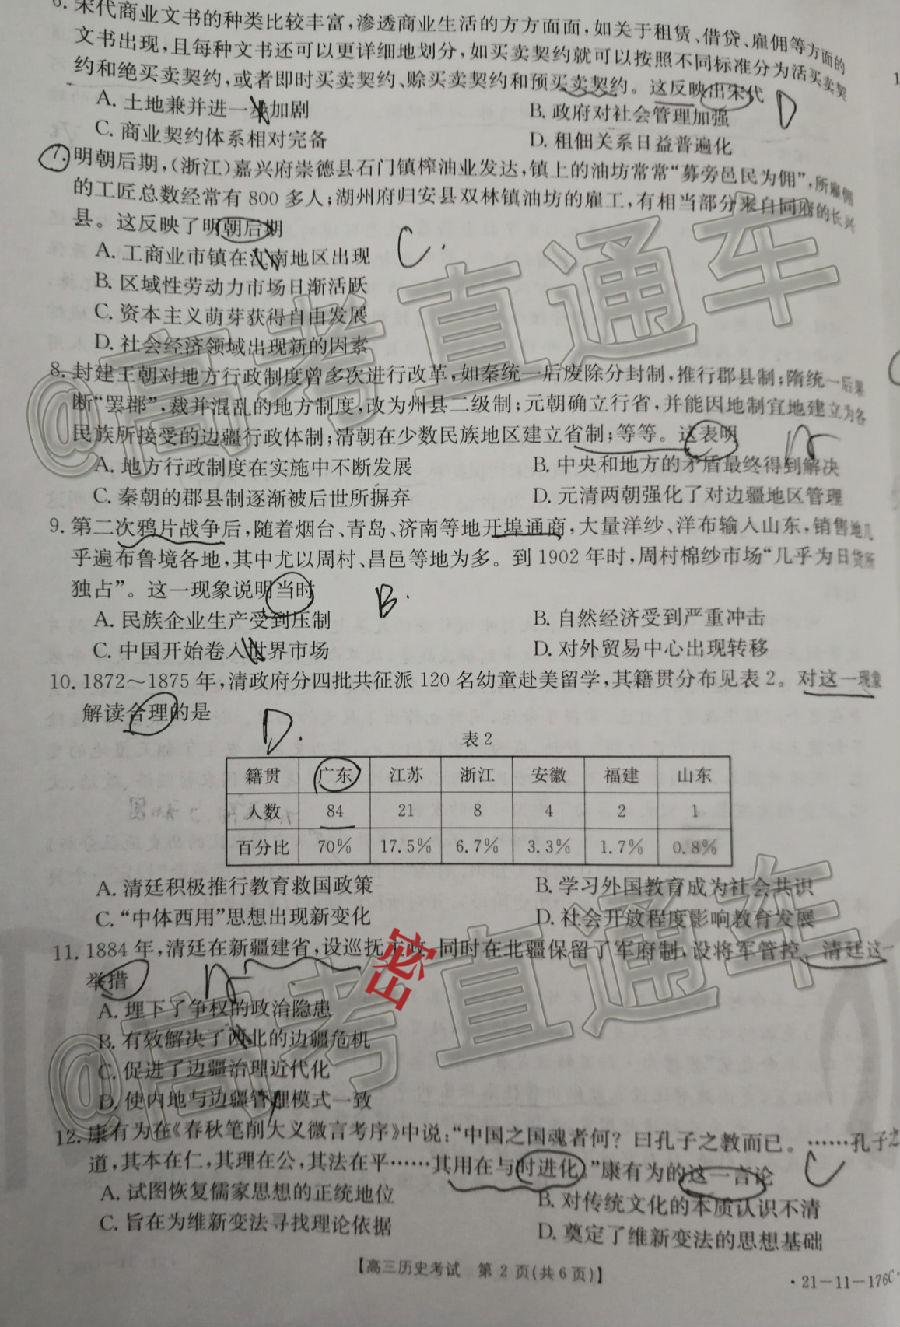 6. 宋代商业文书的种类比较丰富,渗透商业生活的方方面面,如关于租赁、借贷、雇佣等方面的
文书出现,且每种文书还可以更详细地划分,如买卖契约就可以按照不同标准分为活买卖契
约和绝买卖契约,或者即时买卖契约、赊买卖契约和预买卖契约。这反映出宋代 D
A. 土地兼并进一步加剧 B. 政府对社会管理加强
C. 商业契约体系相对完备 D. 租佃关系日益普遍化
7. 明朝后期,(浙江)嘉兴府崇德县石门镇榨油业发达,镇上的油坊常常“募旁邑民为佣”,所雇佣
的工匠总数经常有 800 多人;湖州府归安县双林镇油坊的雇工,有相当部分来自同府的长兴
县。这反映了明朝后期
A. 工商业市镇在江南地区出现 C.
B. 区域性劳动力市场日渐活跃
C. 资本主义萌芽获得自由发展
D. 社会经济领域出现新的因素
8. 封建王朝对地方行政制度曾多次进行改革,如秦统一后废除分封制,推行郡县制;隋统一后果
断“罢郡”,裁并混乱的地方制度,改为州县二级制;元朝确立行省,并能因地制宜地建立为各
民族所接受的边疆行政体制;清朝在少数民族地区建立省制;等等。这表明
A. 地方行政制度在实施中不断发展 B. 中央和地方的矛盾最终得到解决
C. 秦朝的郡县制逐渐被后世所摒弃 D. 元清两朝强化了对边疆地区管理
9. 第二次鸦片战争后,随着烟台、青岛、济南等地开埠通商,大量洋纱、洋布输入山东,销售地几
乎遍布鲁境各地,其中尤以周村、昌邑等地为多。到 1902 年时,周村棉纱市场“几乎为日货所
独占”。这一现象说明当时 B.
A. 民族企业生产受到压制 B. 自然经济受到严重冲击
C. 中国开始卷入世界市场 D. 对外贸易中心出现转移
10. 1872～1875 年,清政府分四批共征派 120 名幼童赴美留学,其籍贯分布见表 2。对这一现象
解读合理的是 D.
表 2
籍贯 广东 江苏 浙江 安徽 福建 山东
人数 84 21 8 4 2 1
百分比 70% 17.5% 6.7% 3.3% 1.7% 0.8%
A. 清廷积极推行教育救国政策 B. 学习外国教育成为社会共识
C. “中体西用”思想出现新变化 D. 社会开放程度影响教育发展
11. 1884 年,清廷在新疆建省,设巡抚主政,同时在北疆保留了军府制,设将军管控。清廷这一
举措
A. 埋下了争权的政治隐患
B. 有效解决了西北的边疆危机
C. 促进了边疆治理近代化
D. 使内地与边疆管理模式一致
密
12. 康有为在《春秋笔削大义微言考序》中说:“中国之国魂者何?曰孔子之教而已。……孔子之
道,其本在仁,其理在公,其法在平……其用在与时进化。”康有为的这一言论 C
A. 试图恢复儒家思想的正统地位 B. 对传统文化的本质认识不清
C. 旨在为维新变法寻找理论依据 D. 奠定了维新变法的思想基础
【高三历史考试 第 2 页(共 6 页)】
·21-11-176C·
@高考直通车
@高考直通车